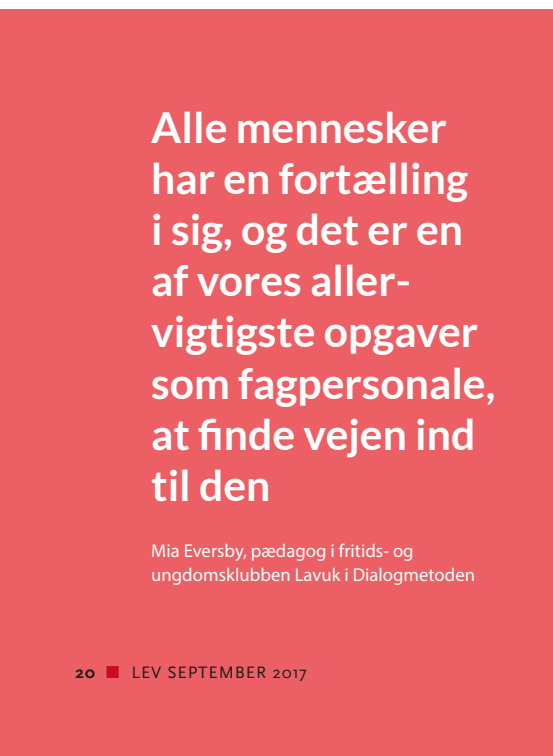 Alle mennesker
har en fortælling
i sig, og det er en
af vores aller-
vigtigste opgaver
som fagpersonale,
at finde vejen ind
til den
Mia Eversby, pædagog i fritids- og
ungdomsklubben Lavuk i Dialogmetoden
20 ■ LEV SEPTEMBER 2017